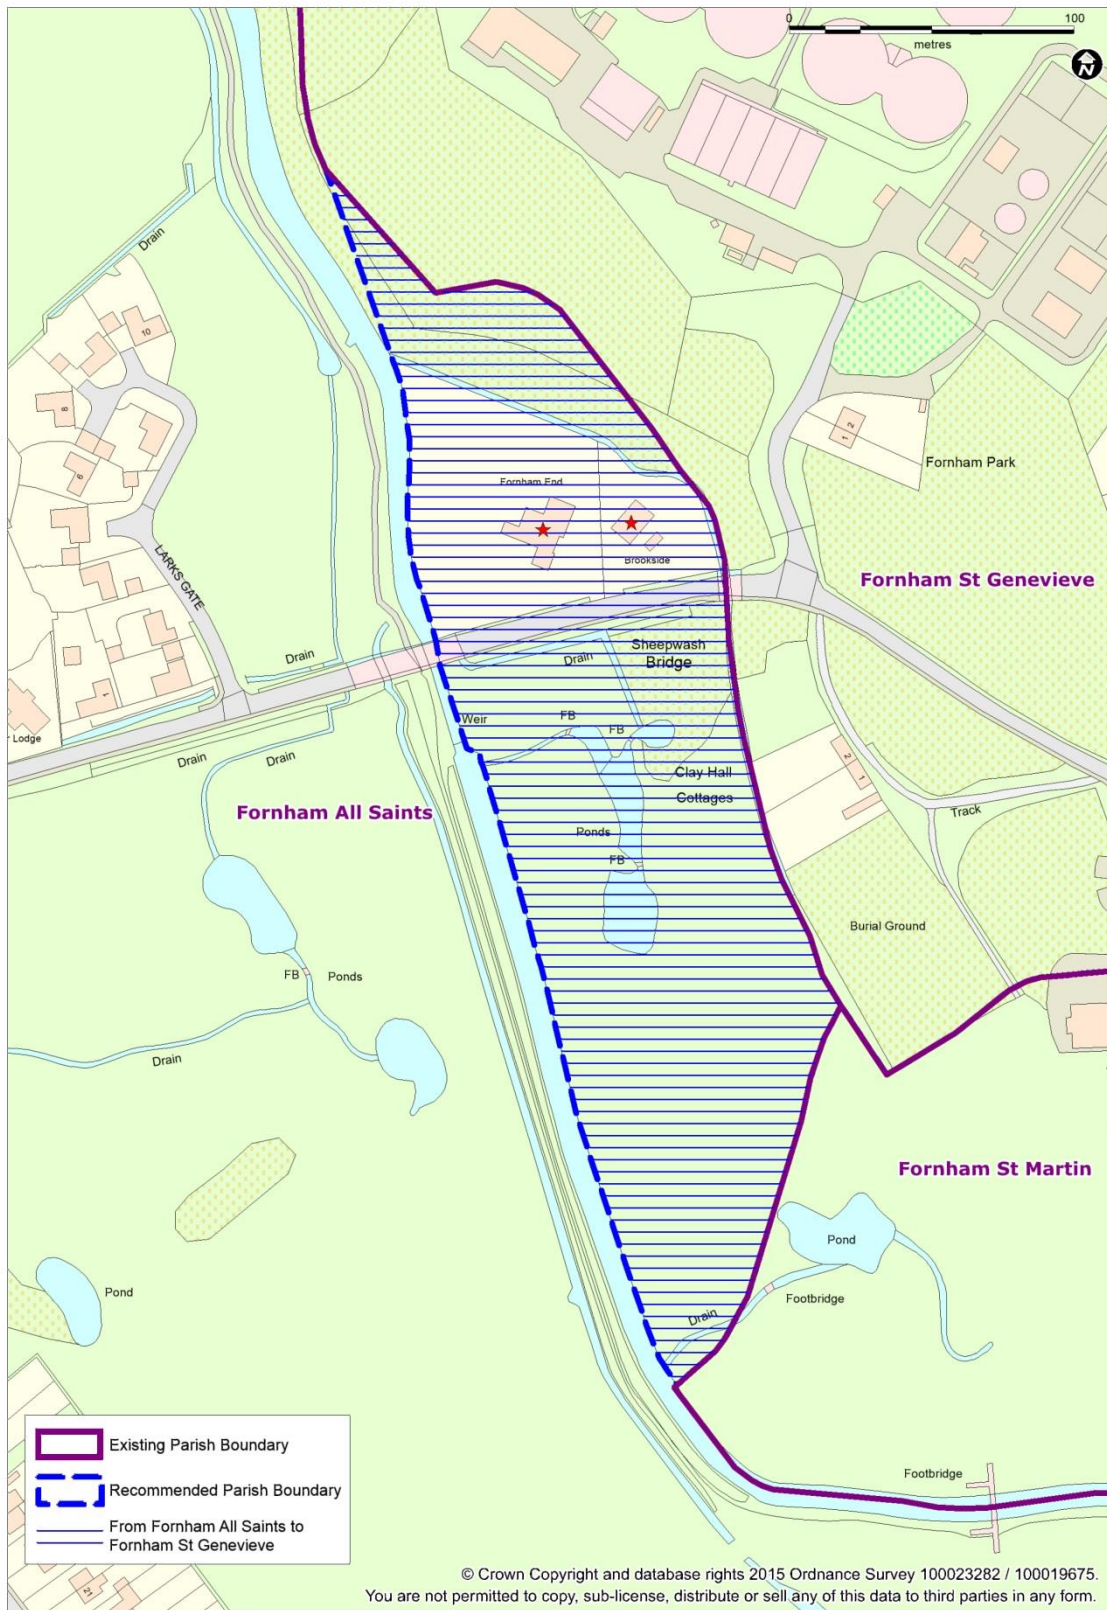 0 100
metres
N
Drain
10
8
6
1 2
Fornham Park
Fornham End
LARKS GATE
Brookside
Fornham St Genevieve
Drain
Sheepwash
Bridge
Drain
1
Lodge
Weir
FB
FB
Drain
Drain
Clay Hall
Cottages
2
1
Fornham All Saints
Track
Ponds
FB
Burial Ground
FB
Ponds
Drain
Fornham St Martin
Pond
Pond
Footbridge
Drain
Existing Parish Boundary
Recommended Parish Boundary
From Fornham All Saints to
Fornham St Genevieve
Footbridge
21
© Crown Copyright and database rights 2015 Ordnance Survey 100023282 / 100019675.
You are not permitted to copy, sub-license, distribute or sell any of this data to third parties in any form.